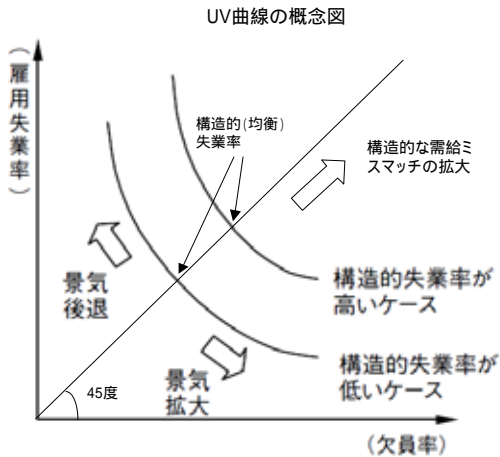 UV曲線の概念図
（雇用失業率）
構造的(均衡)
失業率
構造的な需給ミ
スマッチの拡大
景気
後退
構造的失業率が
高いケース
構造的失業率が
低いケース
景気
拡大
45度
（欠員率）